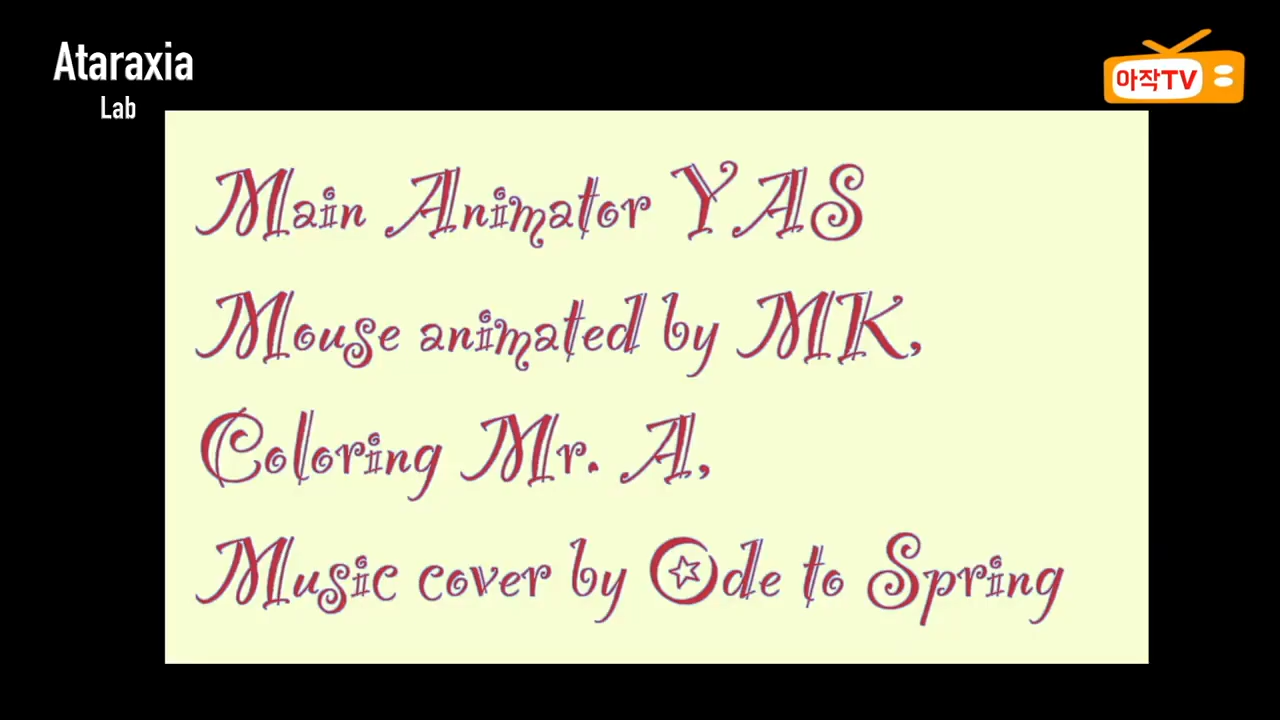 Ataraxia
Lab
아작TV
Main Animator YAS
Mouse animated by MK,
Coloring Mr. A,
Music cover by Ode to Spring